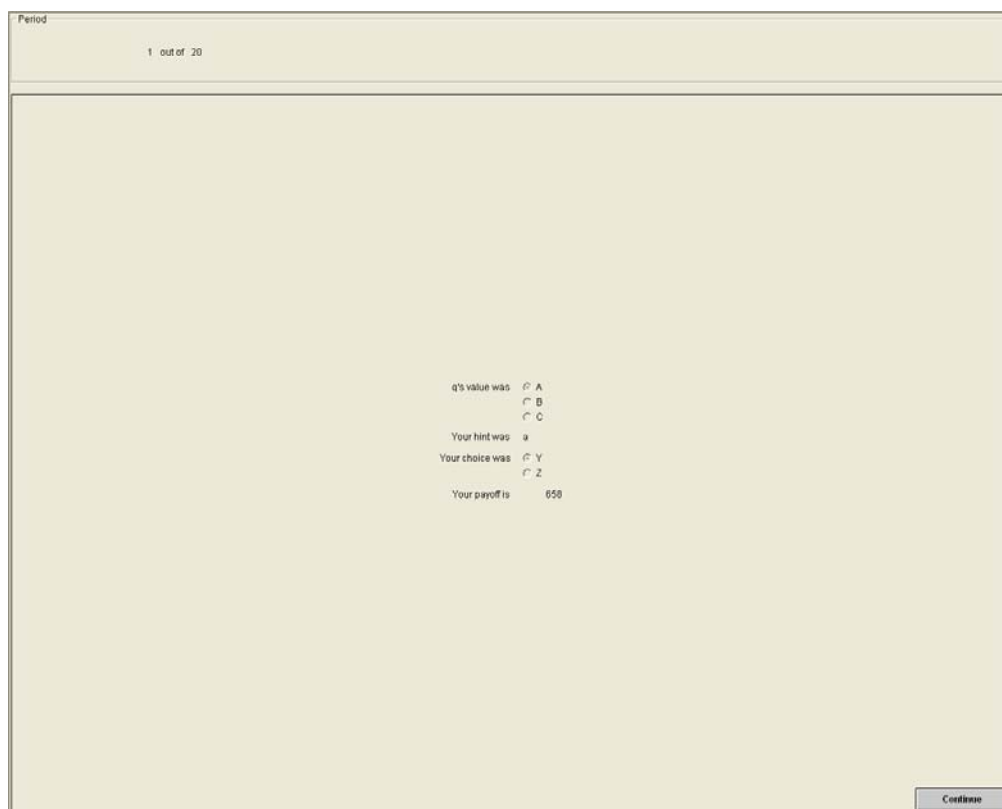 Period
1 out of 20
q's value was A
B
C
Your hint was a
Your choice was Y
Z
Your payoff is 658
Continue